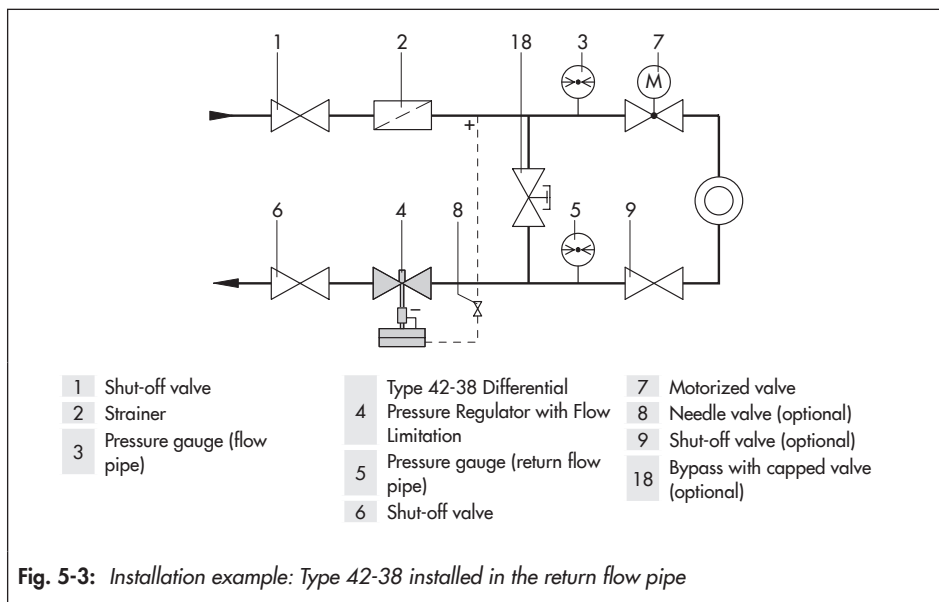 1 2 18 3 7
M
+
6 4 8 5 9
–
1 Shut-off valve
2 Strainer
3 Pressure gauge (flow
pipe)
4 Type 42-38 Differential
Pressure Regulator with Flow
Limitation
5 Pressure gauge (return flow
pipe)
6 Shut-off valve
7 Motorized valve
8 Needle valve (optional)
9 Shut-off valve (optional)
18 Bypass with capped valve
(optional)
Fig. 5-3: Installation example: Type 42-38 installed in the return flow pipe